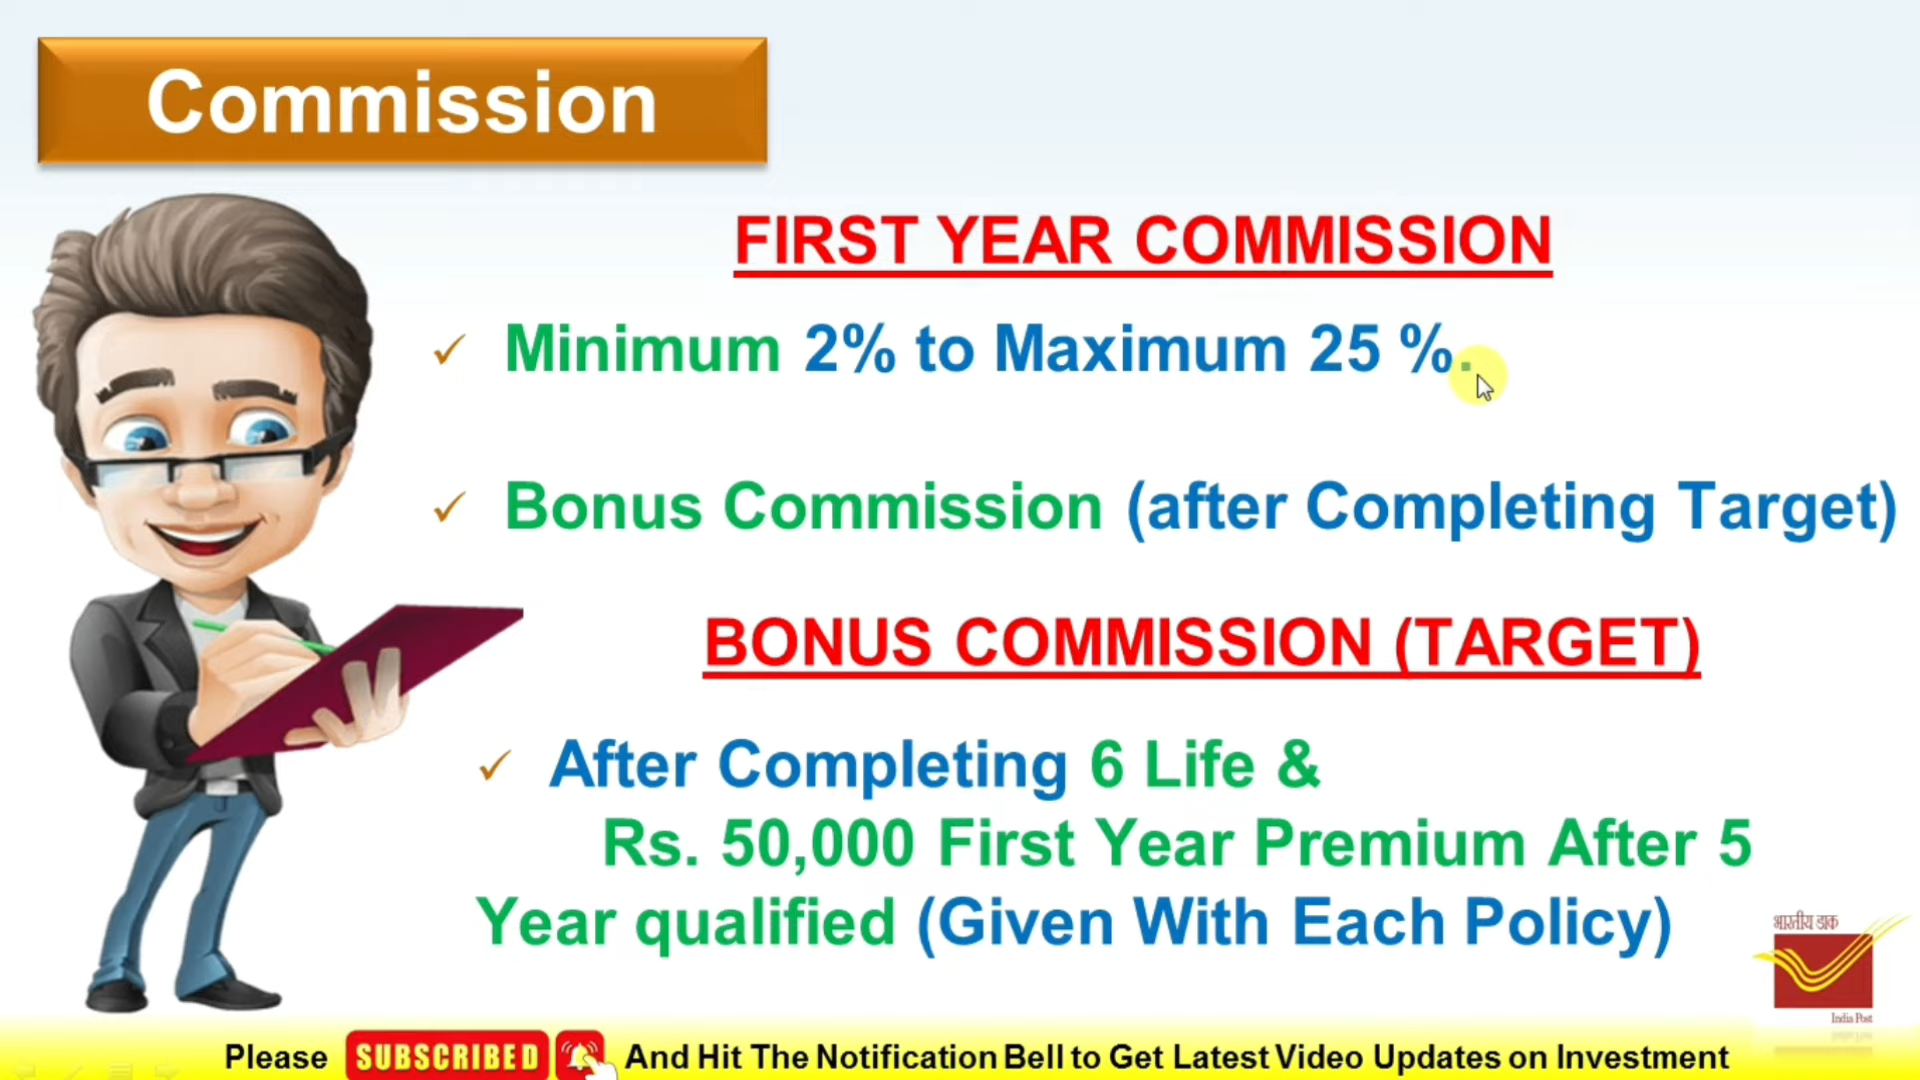 Commission
FIRST YEAR COMMISSION
✓ Minimum 2% to Maximum 25 %.
✓ Bonus Commission (after Completing Target)
BONUS COMMISSION (TARGET)
✓ After Completing 6 Life &
Rs. 50,000 First Year Premium After 5
Year qualified (Given With Each Policy)
भारतीय डाक
India Post
Please SUBSCRIBED And Hit The Notification Bell to Get Latest Video Updates on Investment